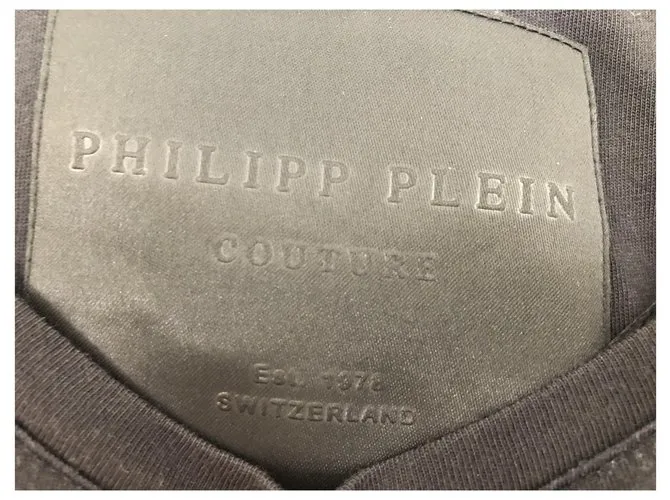 PHILIPP PLEIN
COUTURE
EST. 1978
SWITZERLAND